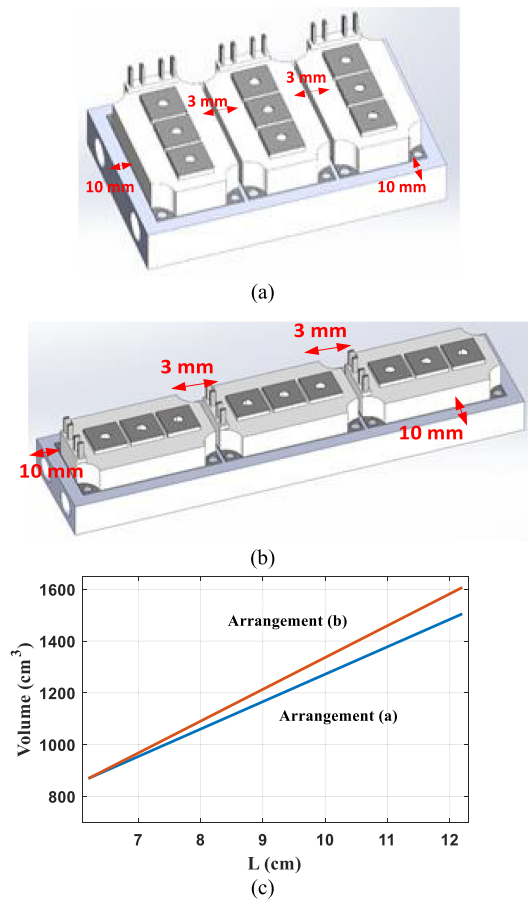 3 mm
3 mm
10 mm
10 mm
(a)
3 mm
3 mm
10 mm
10 mm
(b)
1600
1400
1200
1000
800
Volume (cm³)
Arrangement (b)
Arrangement (a)
7 8 9 10 11 12
L (cm)
(c)